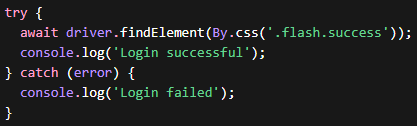 try {
  await driver.findElement(By.css('.flash.success'));
  console.log('Login successful');
} catch (error) {
  console.log('Login failed');
}